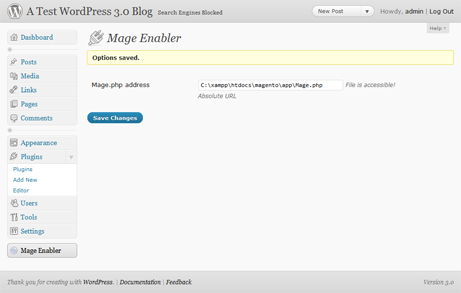 A Test WordPress 3.0 Blog Search Engines Blocked New Post Howdy, admin | Log Out
Help
Dashboard
Posts
Media
Links
Pages
Comments
Appearance
Plugins
Plugins
Add New
Editor
Users
Tools
Settings
Mage Enabler
Mage Enabler
Options saved.
Mage.php address C:\xampp\htdocs\magento\app\Mage.php File is accessible!
Absolute URL
Save Changes
Thank you for creating with WordPress. | Documentation | Feedback Version 3.0